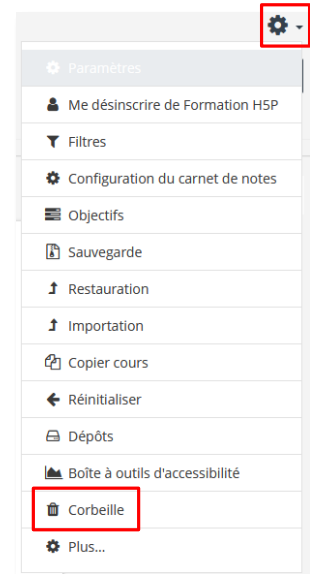 Paramètres
Me désinscrire de Formation H5P
Filtres
Configuration du carnet de notes
Objectifs
Sauvegarde
Restauration
Importation
Copier cours
Réinitialiser
Dépôts
Boîte à outils d'accessibilité
Corbeille
Plus...